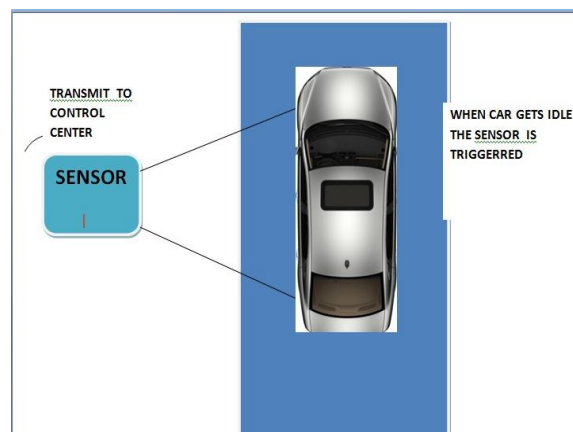 TRANSMIT TO
CONTROL
CENTER
SENSOR
WHEN CAR GETS IDLE
THE SENSOR IS
TRIGGERRED